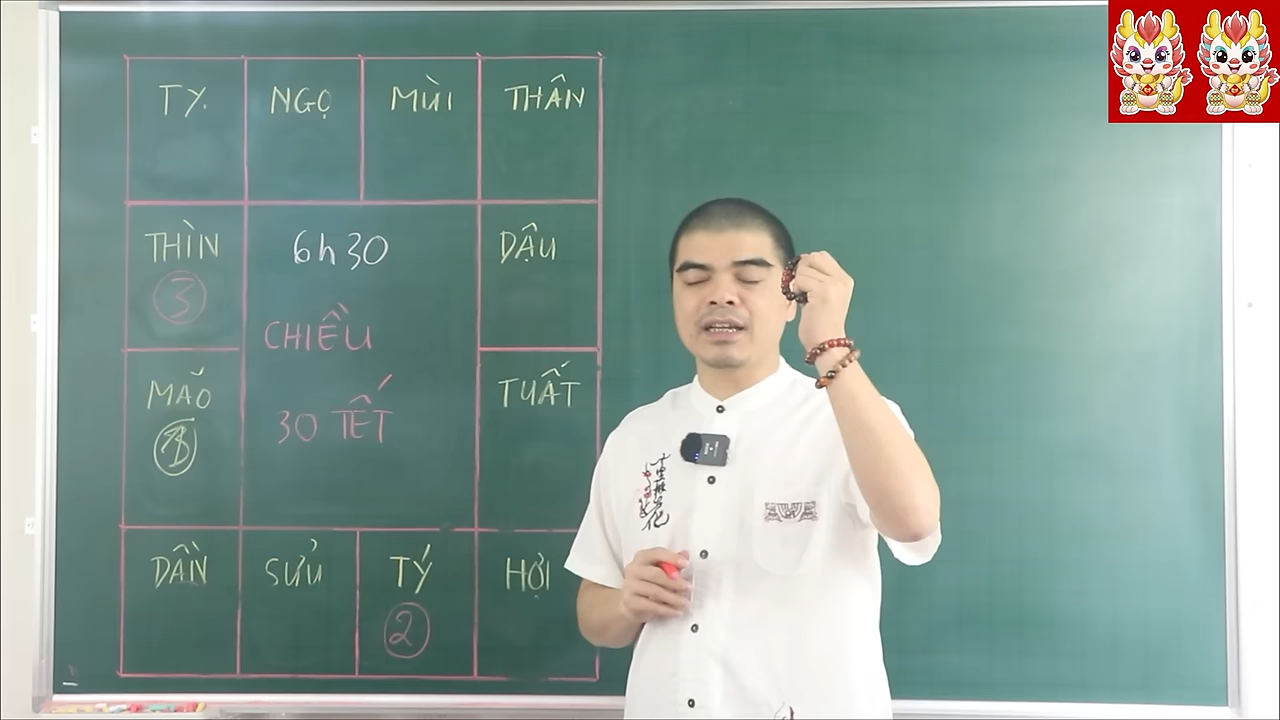 TỴ. NGỌ MÙI THÂN
THÌN 6h30 DẬU
3
CHIỀU
MÃO 30 TẾT TUẤT
DẦN SỬU TÝ HỢI
2